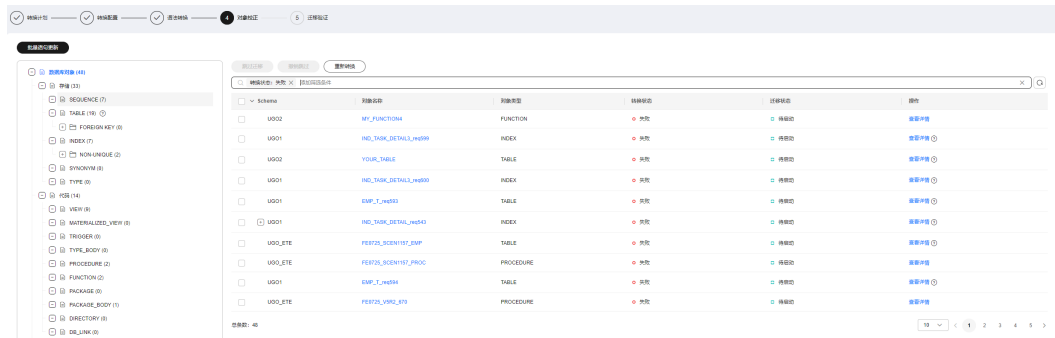 转换计划
转换配置
语法转换
4 对象校正
5 迁移验证
批量语句更新
数据库对象 (48)
存储 (33)
SEQUENCE (7)
TABLE (19)
FOREIGN KEY (0)
INDEX (7)
NON-UNIQUE (2)
SYNONYM (0)
TYPE (0)
代码 (14)
VIEW (9)
MATERIALIZED_VIEW (0)
TRIGGER (0)
TYPE_BODY (0)
PROCEDURE (2)
FUNCTION (2)
PACKAGE (0)
PACKAGE_BODY (1)
DIRECTORY (0)
DB_LINK (0)
重新转换
转换状态: 失败 × 添加筛选条件
Schema 对象名称 对象类型 转换状态 迁移状态 操作
UGO2 MY_FUNCTION4 FUNCTION 失败 待启动 查看详情
UGO1 IND_TASK_DETAIL3_req599 INDEX 失败 待启动 查看详情
UGO2 YOUR_TABLE TABLE 失败 待启动 查看详情
UGO1 IND_TASK_DETAIL3_req600 INDEX 失败 待启动 查看详情
UGO1 EMP_T_req593 TABLE 失败 待启动 查看详情
UGO1 IND_TASK_DETAIL_req543 INDEX 失败 待启动 查看详情
UGO_ETE FE0725_SCEN1157_EMP TABLE 失败 待启动 查看详情
UGO_ETE FE0725_SCEN1157_PROC PROCEDURE 失败 待启动 查看详情
UGO1 EMP_T_req594 TABLE 失败 待启动 查看详情
UGO_ETE FE0725_V5R2_670 PROCEDURE 失败 待启动 查看详情
总条数: 48
10 < 1 2 3 4 5 >